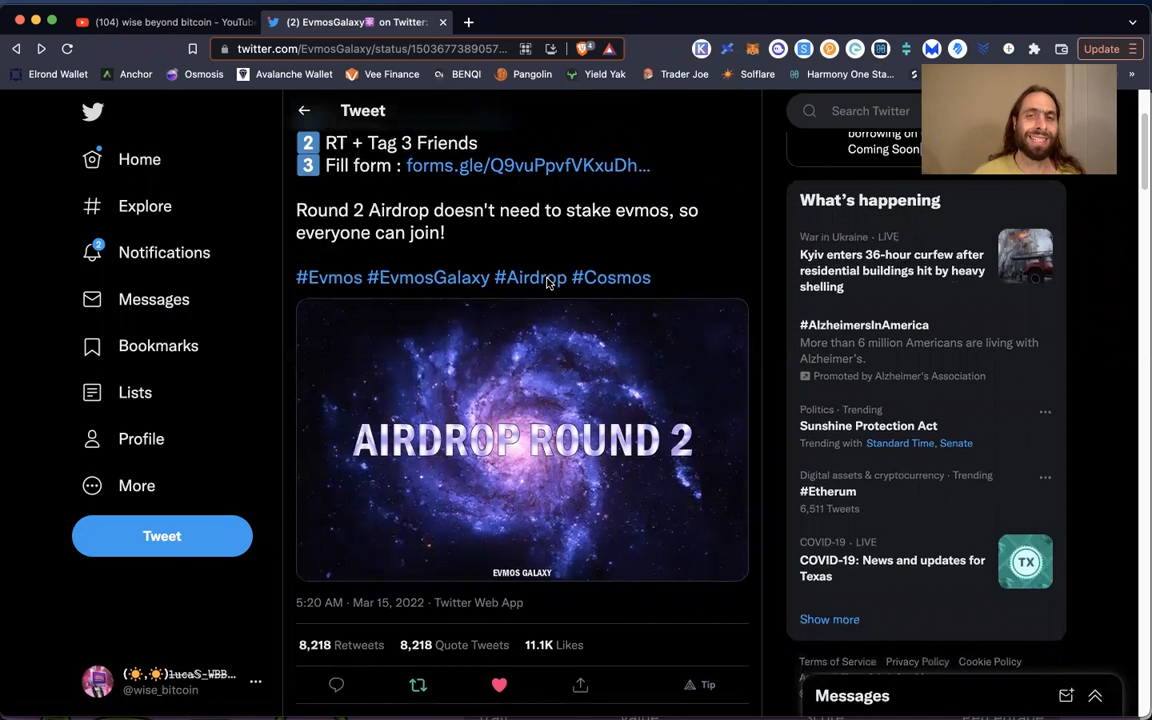 (104) wise beyond bitcoin - YouTub
(2) EvmosGalaxy⚛️ on Twitter:
twitter.com/EvmosGalaxy/status/1503677389057...
4
Update
Elrond Wallet
Anchor
Osmosis
Avalanche Wallet
Vee Finance
BENQI
Pangolin
Yield Yak
Trader Joe
Solflare
Harmony One Sta...
Home
Explore
2
Notifications
Messages
Bookmarks
Lists
Profile
More
Tweet
lucaS_WBB...
@wise_bitcoin
Tweet
2 RT + Tag 3 Friends
3 Fill form : forms.gle/Q9vuPpvfVKxuDh...
Round 2 Airdrop doesn't need to stake evmos, so
everyone can join!
#Evmos #EvmosGalaxy #Airdrop #Cosmos
AIRDROP ROUND 2
EVMOS GALAXY
5:20 AM · Mar 15, 2022 · Twitter Web App
8,218 Retweets 8,218 Quote Tweets 11.1K Likes
Tip
Search Twitter
borrowing on
Coming Soon
What's happening
War in Ukraine · LIVE
Kyiv enters 36-hour curfew after
residential buildings hit by heavy
shelling
#AlzheimersInAmerica
More than 6 million Americans are living with
Alzheimer's.
Promoted by Alzheimer's Association
Politics · Trending
Sunshine Protection Act
Trending with Standard Time, Senate
Digital assets & cryptocurrency · Trending
#Etherum
6,511 Tweets
COVID-19 · LIVE
COVID-19: News and updates for
Texas
TX
Show more
Terms of Service Privacy Policy Cookie Policy
Messages